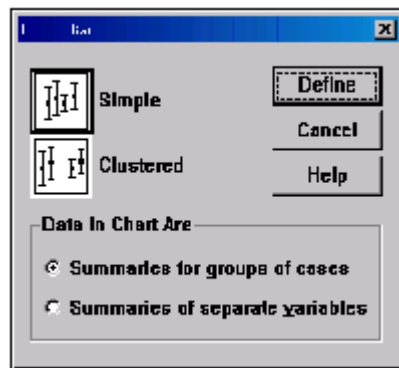 Simple
Define
Cancel
Clustered
Help
Data In Chart Are
Summaries for groups of cases
Summaries of separate variables